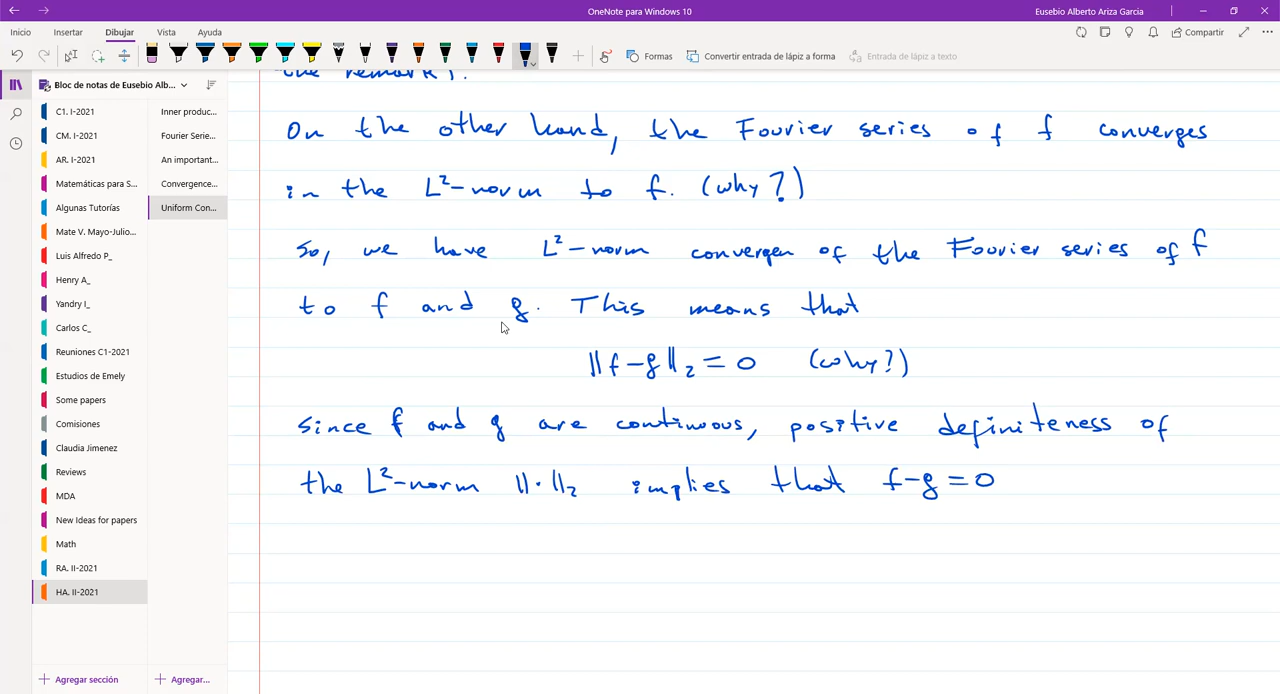 OneNote para Windows 10
Eusebio Alberto Ariza Garcia
Inicio
Insertar
Dibujar
Vista
Ayuda
Compartir
Formas
Convertir entrada de lápiz a forma
Entrada de lápiz a texto
Bloc de notas de Eusebio Alb...
C1. I-2021
CM. I-2021
AR. I-2021
Matemáticas para S...
Algunas Tutorías
Mate V. Mayo-Julio...
Luis Alfredo P_
Henry A_
Yandry I_
Carlos C_
Reuniones C1-2021
Estudios de Emely
Some papers
Comisiones
Claudia Jimenez
Reviews
MDA
New Ideas for papers
Math
RA. II-2021
HA. II-2021
Agregar sección
Inner produc...
Fourier Serie...
An important...
Convergence...
Uniform Con...
Agregar...
the remark).
On the other hand, the Fourier series of f converges
in the L²-norm to f. (why?)
So, we have L²-norm convergen of the Fourier series of f
to f and g. This means that
||f-g||₂ = 0 (why?)
since f and g are continuous, positive definiteness of
the L²-norm ||·||₂ implies that f-g=0